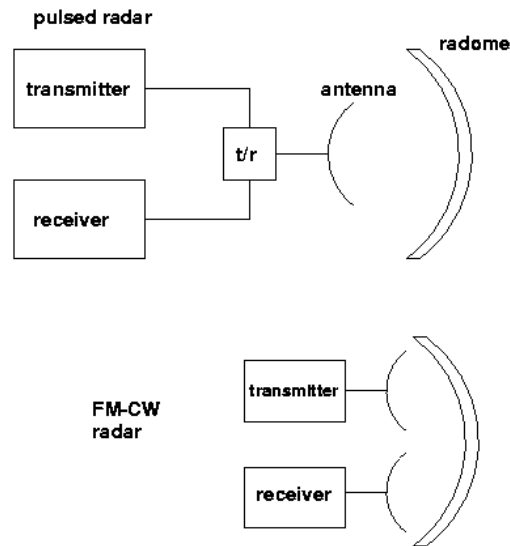 pulsed radar
radome
transmitter
antenna
t/r
receiver
transmitter
FM-CW
radar
receiver